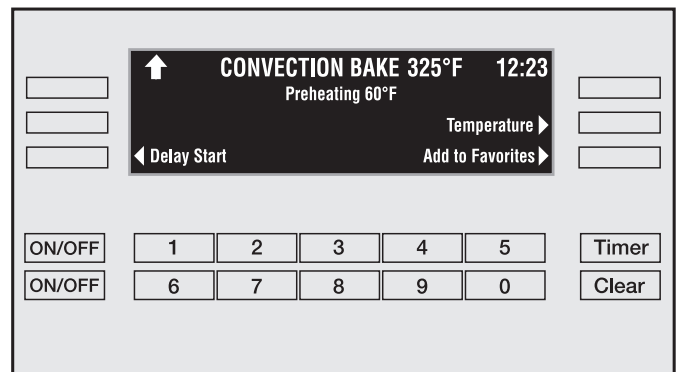 CONVECTION BAKE 325°F 12:23
Preheating 60°F
Temperature
Delay Start Add to Favorites
ON/OFF 1 2 3 4 5 Timer
ON/OFF 6 7 8 9 0 Clear